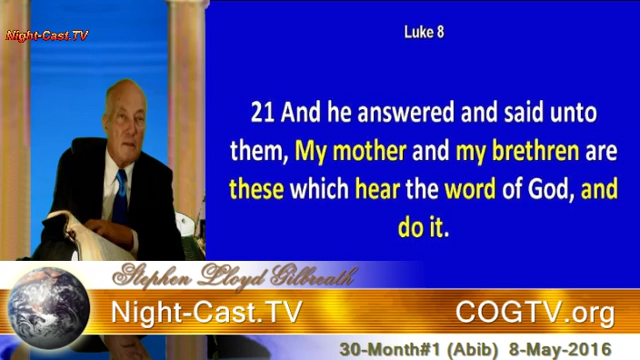 Night-Cast.TV
Luke 8
21 And he answered and said unto
them, My mother and my brethren are
these which hear the word of God, and
do it.
Stephen Lloyd Gilbreath
Night-Cast.TV
COGTV.org
30-Month#1 (Abib) 8-May-2016